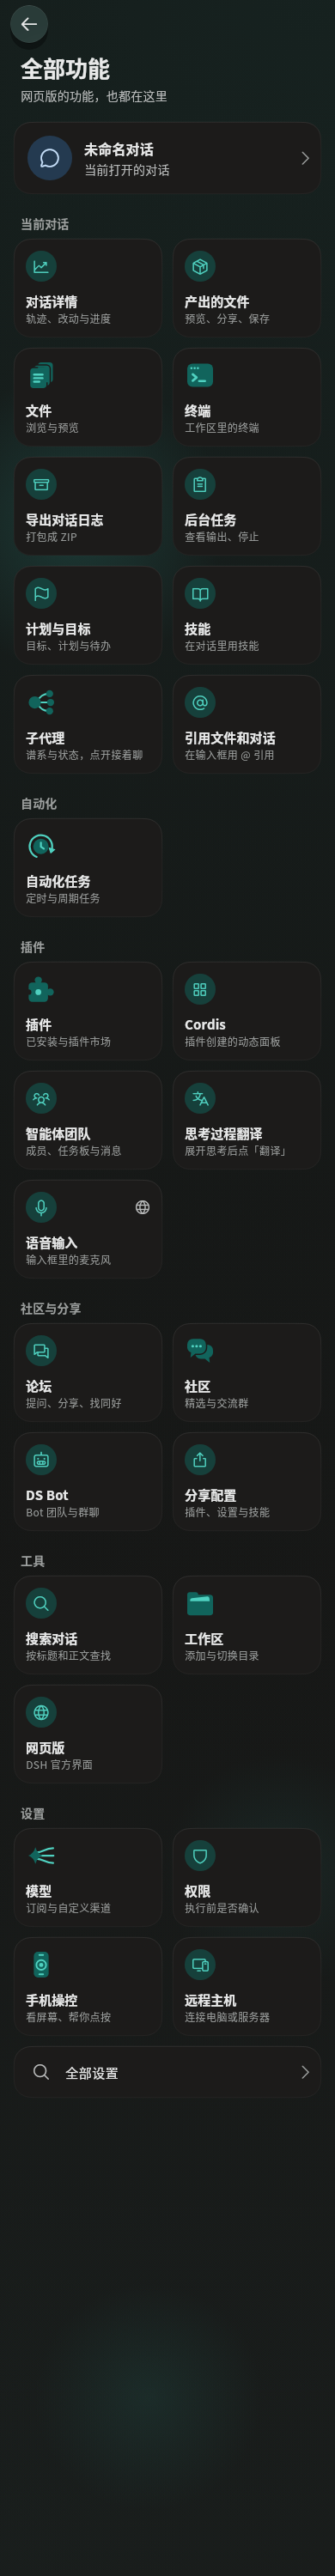 全部功能
网页版的功能，也都在这里
未命名对话
当前打开的对话
当前对话
对话详情
轨迹、改动与进度
产出的文件
预览、分享、保存
文件
浏览与预览
终端
工作区里的终端
导出对话日志
打包成 ZIP
后台任务
查看输出、停止
计划与目标
目标、计划与待办
技能
在对话里用技能
子代理
谱系与状态，点开接着聊
引用文件和对话
在输入框用 @ 引用
自动化
自动化任务
定时与周期任务
插件
插件
已安装与插件市场
Cordis
插件创建的动态面板
智能体团队
成员、任务板与消息
思考过程翻译
展开思考后点「翻译」
语音输入
输入框里的麦克风
社区与分享
论坛
提问、分享、找同好
社区
精选与交流群
DS Bot
Bot 团队与群聊
分享配置
插件、设置与技能
工具
搜索对话
按标题和正文查找
工作区
添加与切换目录
网页版
DSH 官方界面
设置
模型
订阅与自定义渠道
权限
执行前是否确认
手机操控
看屏幕、帮你点按
远程主机
连接电脑或服务器
全部设置